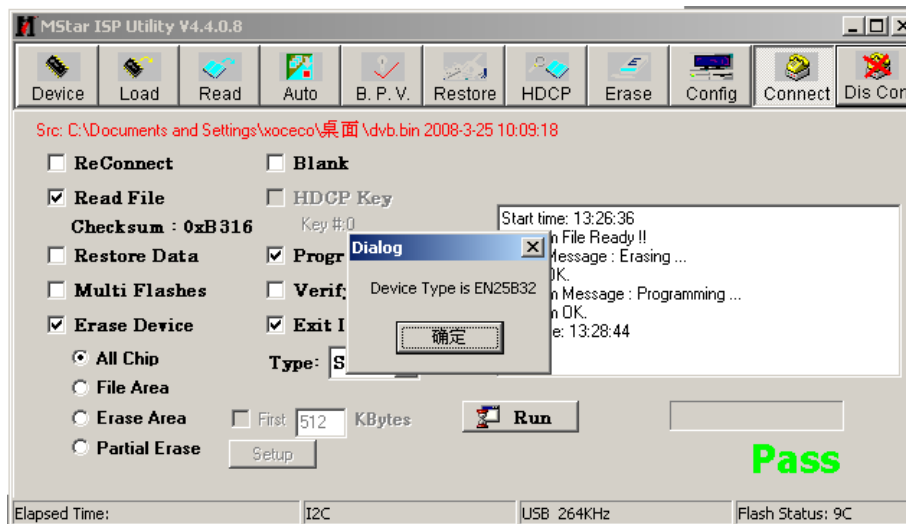 MStar ISP Utility V4.4.0.8
Device Load Read Auto B. P. V. Restore HDCP Erase Config Connect Dis Con
Src: C:\Documents and Settings\xoceco\桌面\dvb.bin 2008-3-25 10:09:18
ReConnect Blank
Read File HDCP Key
Checksum : 0xB316 Key #:0
Restore Data Progr
Multi Flashes Verify
Erase Device Exit I
All Chip Type: S
File Area
Erase Area First 512 KBytes
Partial Erase Setup
Dialog
Device Type is EN25B32
确定
Start time: 13:26:36
File Ready !!
Message : Erasing ...
OK.
Message : Programming ...
OK.
13:28:44
Run
Pass
Elapsed Time: I2C USB 264KHz Flash Status: 9C